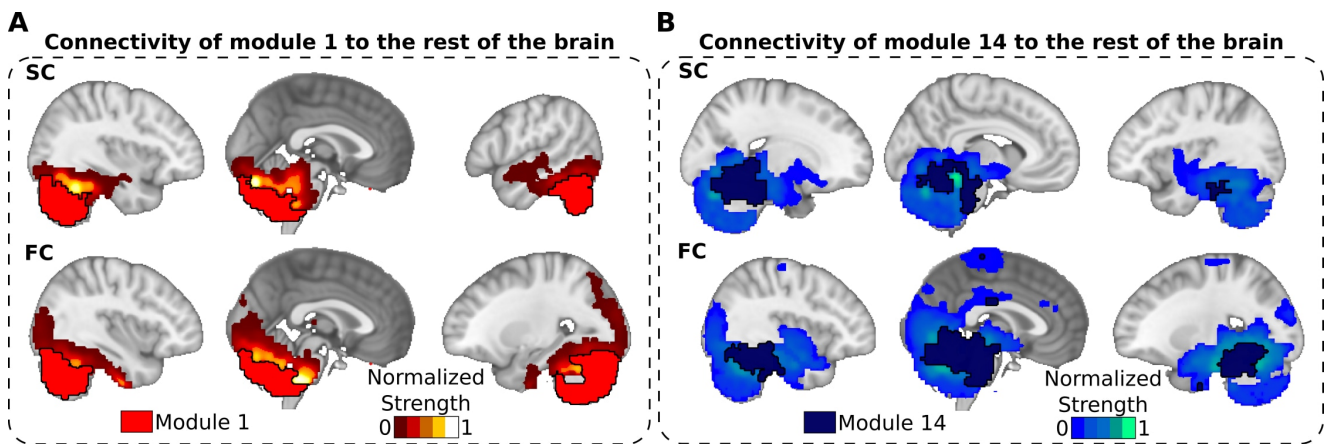 A
Connectivity of module 1 to the rest of the brain
SC
FC
Normalized
Strength
Module 1
0 1
B
Connectivity of module 14 to the rest of the brain
SC
FC
Normalized
Strength
Module 14
0 1